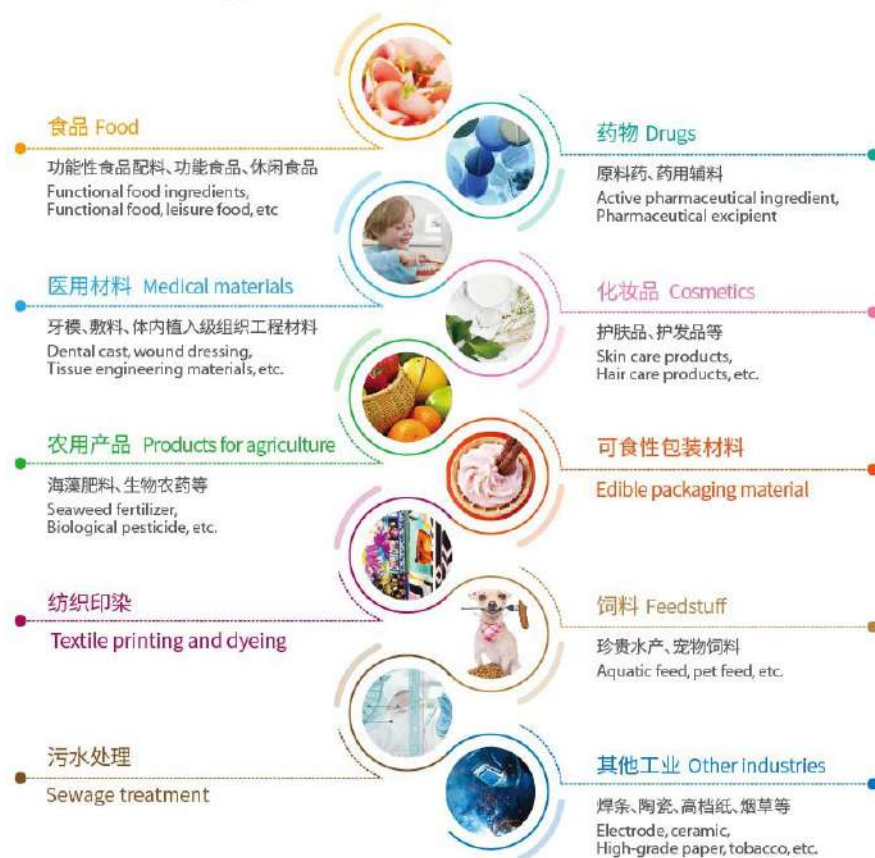 食品 Food
功能性食品配料、功能食品、休闲食品
Functional food ingredients,
Functional food, leisure food, etc
药物 Drugs
原料药、药用辅料
Active pharmaceutical ingredient,
Pharmaceutical excipient
医用材料 Medical materials
牙模、敷料、体内植入级组织工程材料
Dental cast, wound dressing,
Tissue engineering materials, etc.
化妆品 Cosmetics
护肤品、护发品等
Skin care products,
Hair care products, etc.
农用产品 Products for agriculture
海藻肥料、生物农药等
Seaweed fertilizer,
Biological pesticide, etc.
可食性包装材料
Edible packaging material
纺织印染
Textile printing and dyeing
饲料 Feedstuff
珍贵水产、宠物饲料
Aquatic feed, pet feed, etc.
污水处理
Sewage treatment
其他工业 Other industries
焊条、陶瓷、高档纸、烟草等
Electrode, ceramic,
High-grade paper, tobacco, etc.